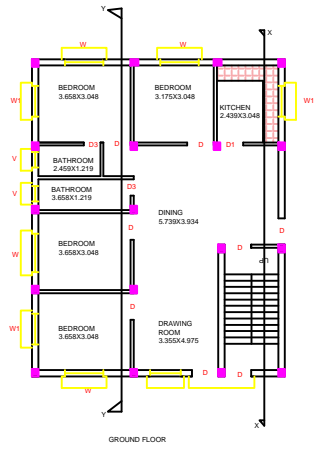 Y
X
W
W
BEDROOM
3.658X3.048
BEDROOM
3.175X3.048
W1
KITCHEN
2.439X3.048
W1
D3
D
D
D1
V
BATHROOM
2.459X1.219
V
BATHROOM
3.658X1.219
D3
DINING
5.739X3.934
D
D
D
W
BEDROOM
3.658X3.048
UP
D
W1
BEDROOM
3.658X3.048
DRAWING
ROOM
3.355X4.975
D
D
W
Y
X
GROUND FLOOR